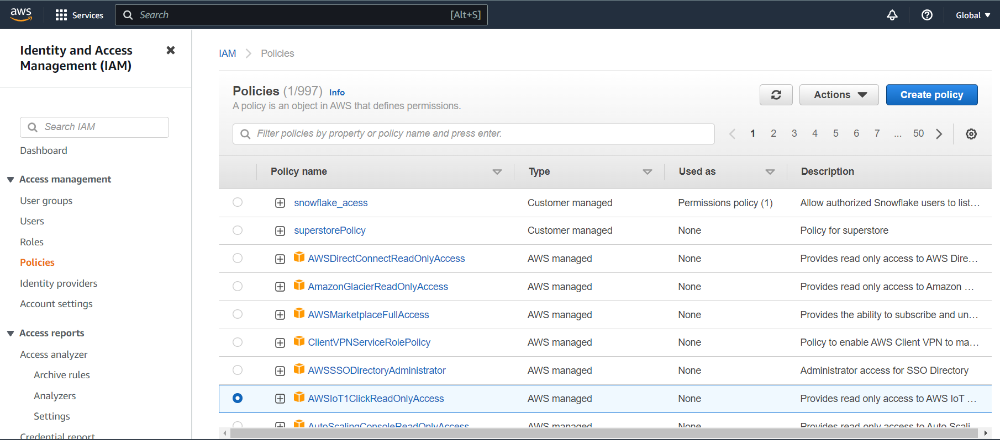 aws
Services
Search
[Alt+S]
Global
Identity and Access
Management (IAM)
Search IAM
Dashboard
Access management
User groups
Users
Roles
Policies
Identity providers
Account settings
Access reports
Access analyzer
Archive rules
Analyzers
Settings
Credential report
IAM
Policies
Policies (1/997) Info
A policy is an object in AWS that defines permissions.
Actions
Create policy
Filter policies by property or policy name and press enter.
1 2 3 4 5 6 7 ... 50
Policy name Type Used as Description
snowflake_acess Customer managed Permissions policy (1) Allow authorized Snowflake users to list…
superstorePolicy Customer managed None Policy for superstore
AWSDirectConnectReadOnlyAccess AWS managed None Provides read only access to AWS Dire…
AmazonGlacierReadOnlyAccess AWS managed None Provides read only access to Amazon …
AWSMarketplaceFullAccess AWS managed None Provides the ability to subscribe and un…
ClientVPNServiceRolePolicy AWS managed None Policy to enable AWS Client VPN to ma…
AWSSSODirectoryAdministrator AWS managed None Administrator access for SSO Directory
AWSIoT1ClickReadOnlyAccess AWS managed None Provides read only access to AWS IoT …
AutoScalingConsoleReadOnlyAccess AWS managed None Provides read only access to Auto Scali…